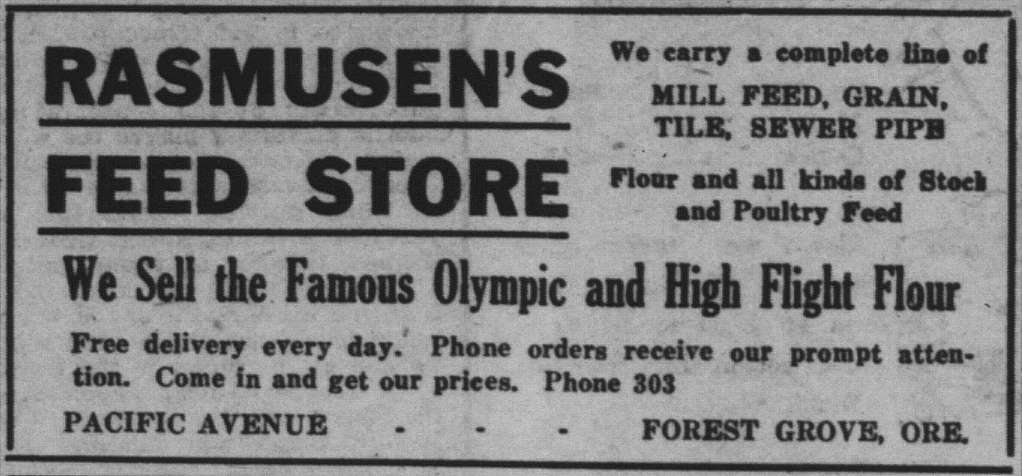 RASMUSEN'S
FEED STORE
We carry a complete line of
MILL FEED, GRAIN,
TILE, SEWER PIPE
Flour and all kinds of Stock
and Poultry Feed
We Sell the Famous Olympic and High Flight Flour
Free delivery every day. Phone orders receive our prompt atten-
tion. Come in and get our prices. Phone 303
PACIFIC AVENUE - - - FOREST GROVE, ORE.